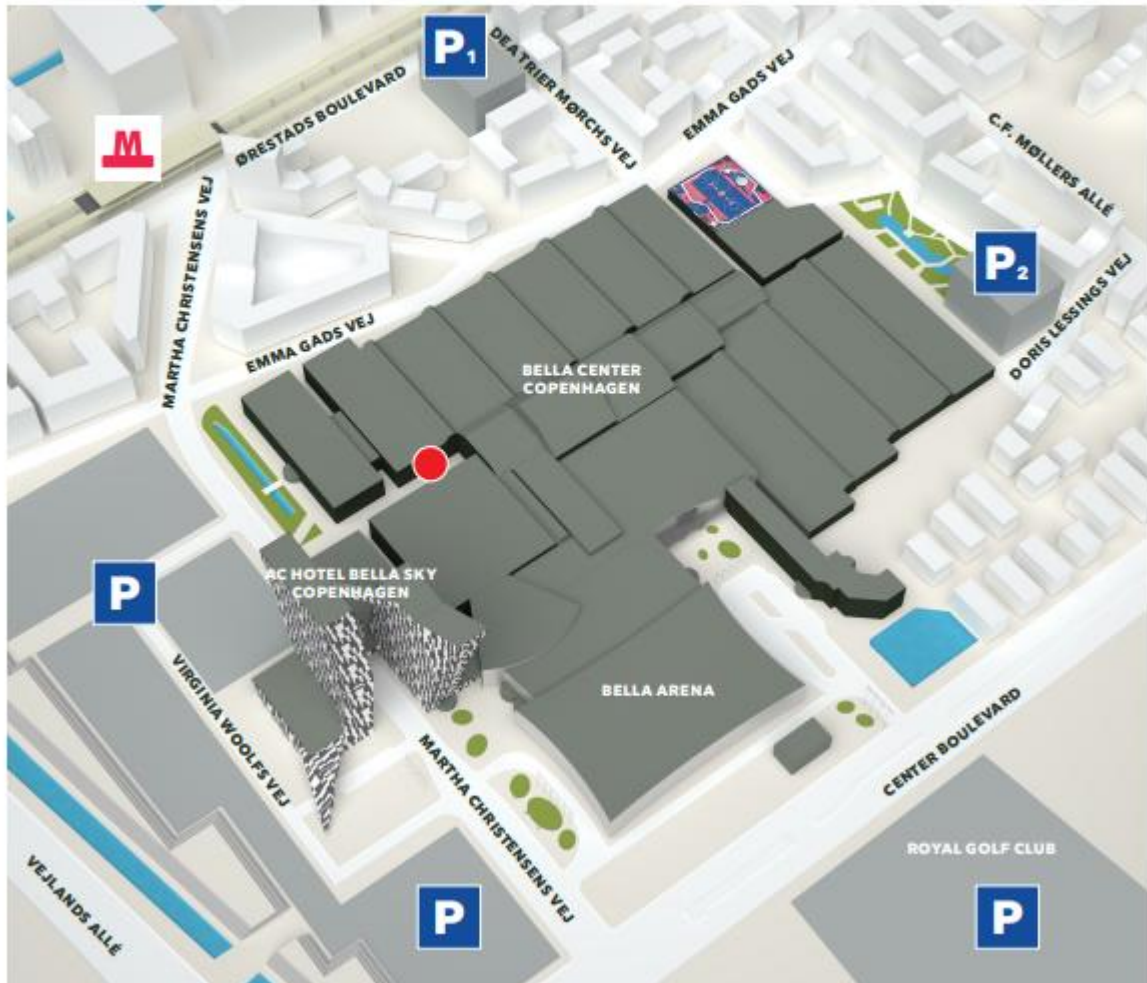 P1
DEATRIER MØRCHS VEJ
EMMA GADS VEJ
ØRESTADS BOULEVARD
M
C.F. MØLLERS ALLÉ
MARTHA CHRISTENSENS VEJ
P2
DORIS LESSINGS VEJ
EMMA GADS VEJ
BELLA CENTER
COPENHAGEN
AC HOTEL BELLA SKY
COPENHAGEN
P
VIRGINIA WOOLFS VEJ
BELLA ARENA
MARTHA CHRISTENSENS VEJ
CENTER BOULEVARD
ROYAL GOLF CLUB
VEJLANDS ALLÉ
P
P